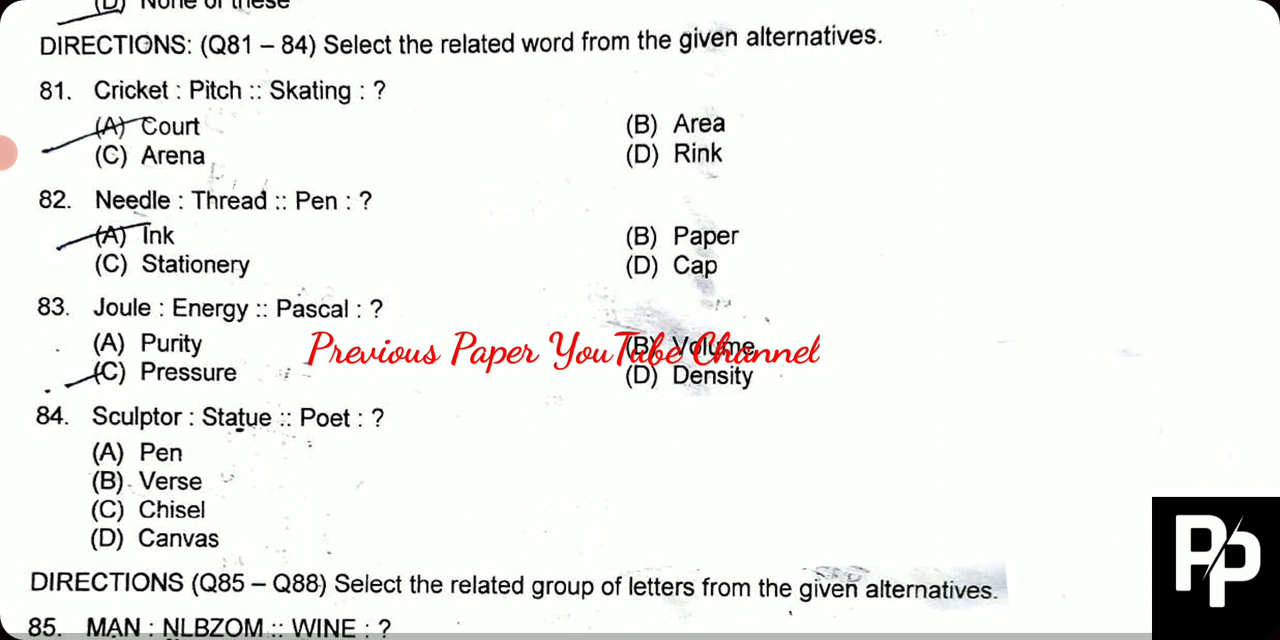 (D) None of these
DIRECTIONS: (Q81 – 84) Select the related word from the given alternatives.
81. Cricket : Pitch :: Skating : ?
(A) Court (B) Area
(C) Arena (D) Rink
82. Needle : Thread :: Pen : ?
(A) Ink (B) Paper
(C) Stationery (D) Cap
83. Joule : Energy :: Pascal : ?
(A) Purity (B) Volume
Previous Paper YouTube Channel
(C) Pressure (D) Density
84. Sculptor : Statue :: Poet : ?
(A) Pen
(B) Verse
(C) Chisel
(D) Canvas
PP
DIRECTIONS (Q85 – Q88) Select the related group of letters from the given alternatives.
85. MAN : NLBZOM :: WINE : ?